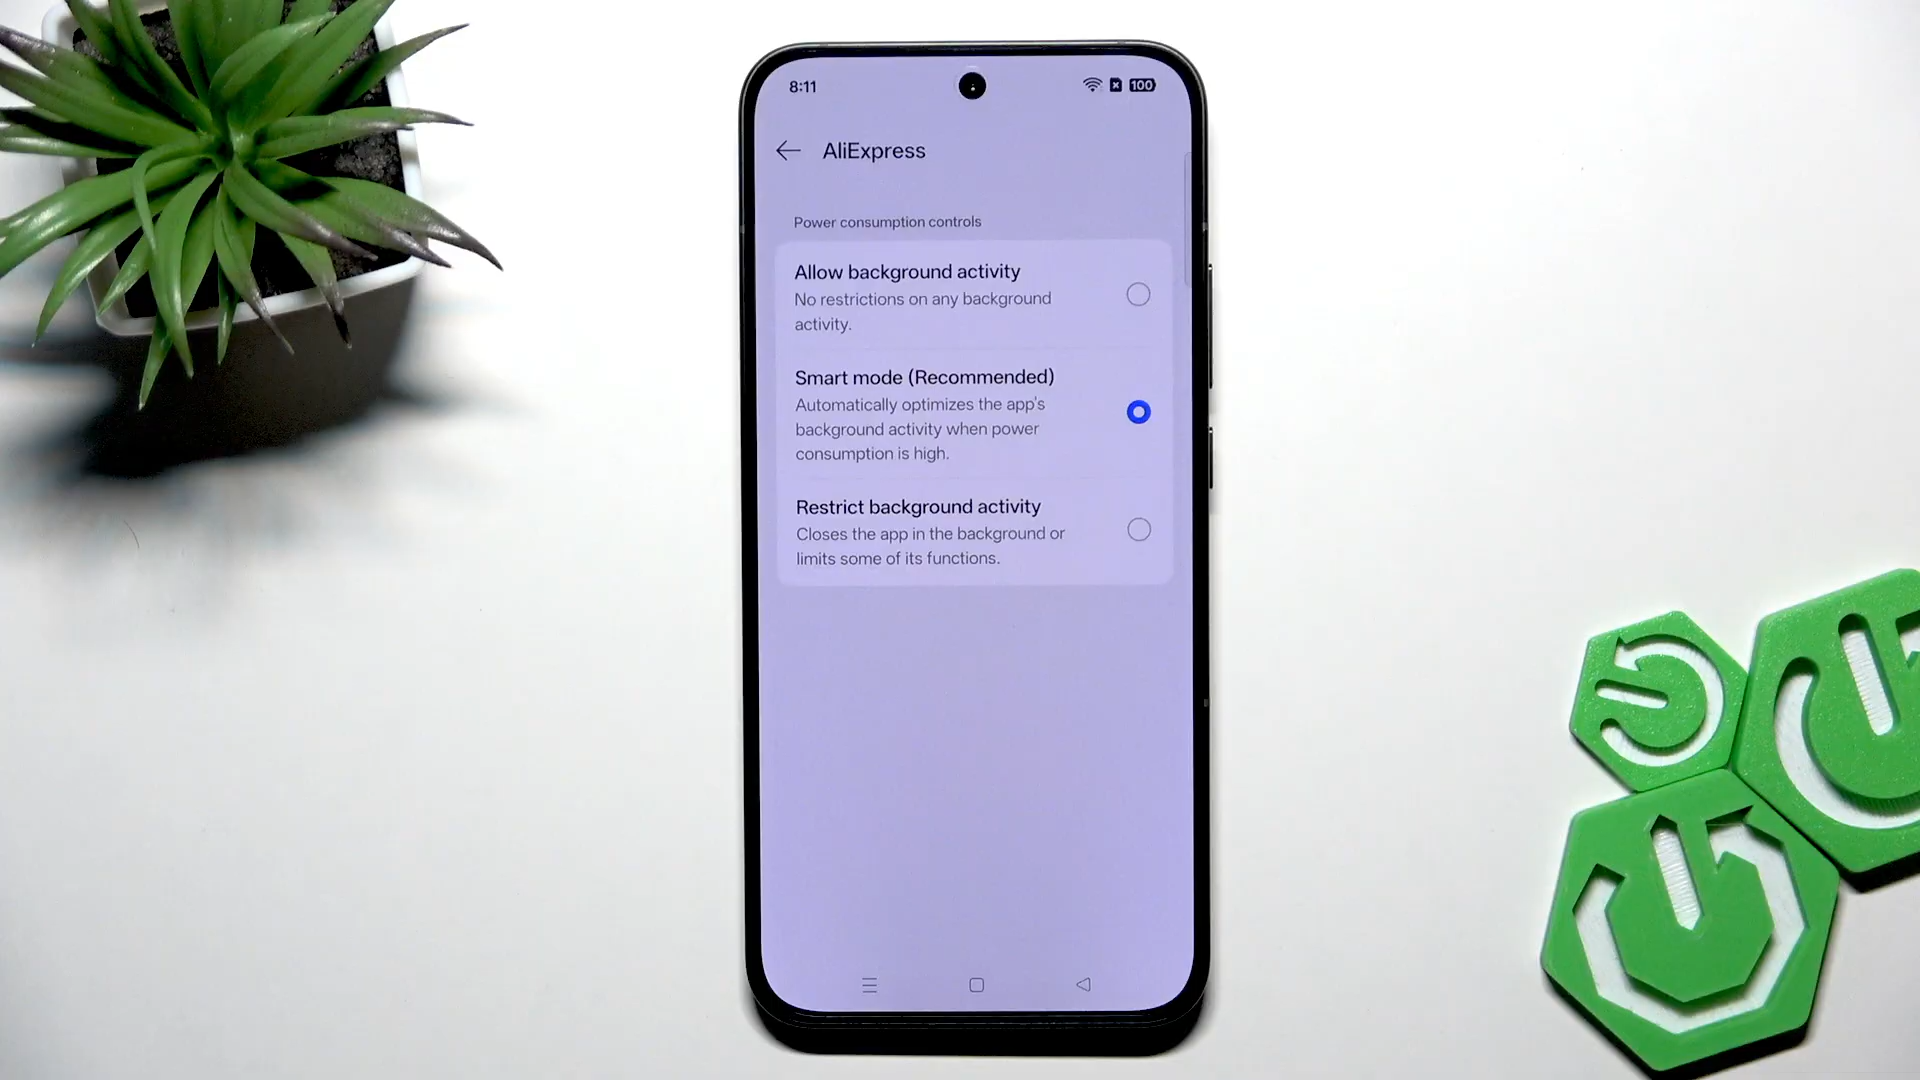 8:11
100
AliExpress
Power consumption controls
Allow background activity
No restrictions on any background
activity.
Smart mode (Recommended)
Automatically optimizes the app's
background activity when power
consumption is high.
Restrict background activity
Closes the app in the background or
limits some of its functions.